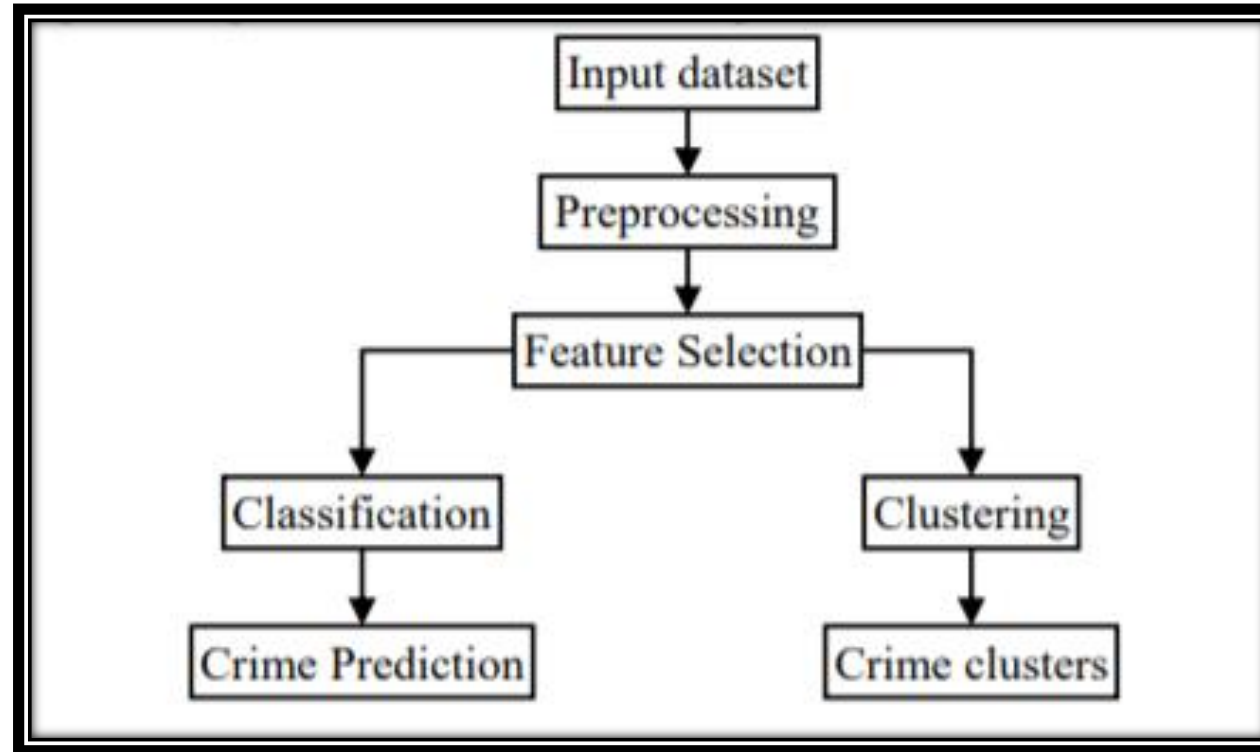 Input dataset
Preprocessing
Feature Selection
Classification
Clustering
Crime Prediction
Crime clusters